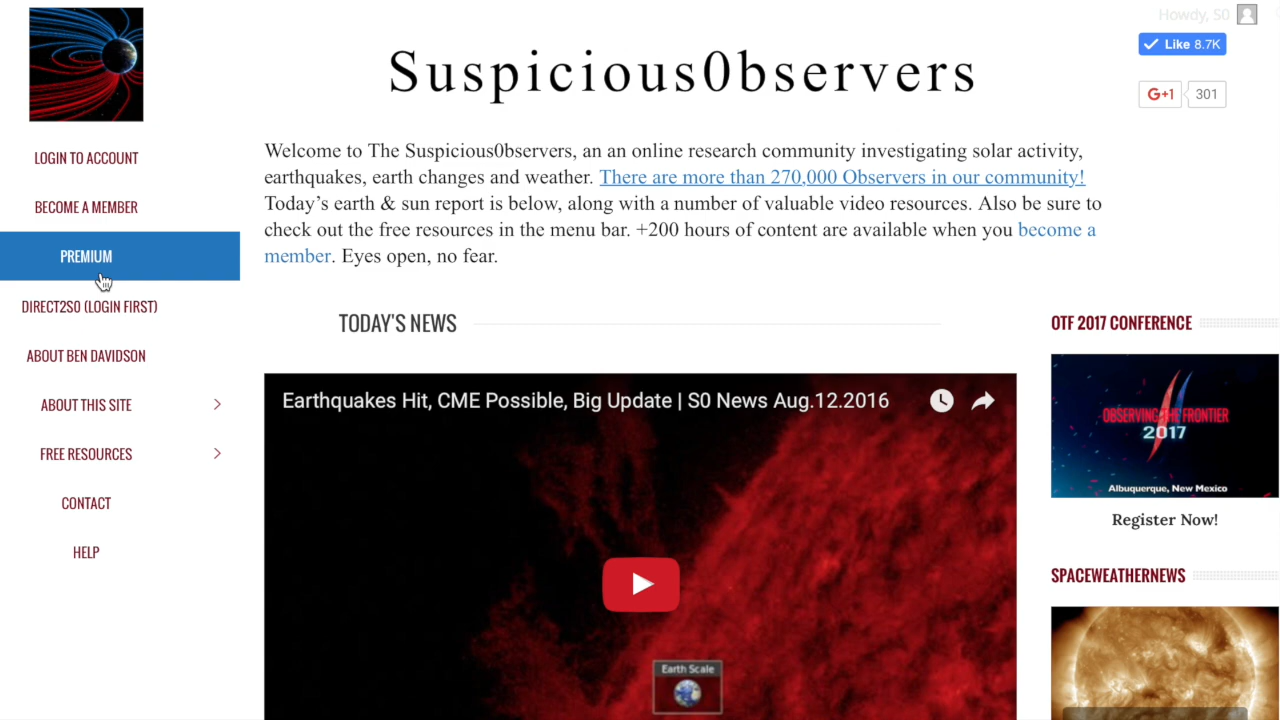 Howdy, S0
Like 8.7K
Suspicious0bservers
G+1 301
LOGIN TO ACCOUNT
BECOME A MEMBER
PREMIUM
DIRECT2S0 (LOGIN FIRST)
ABOUT BEN DAVIDSON
ABOUT THIS SITE
FREE RESOURCES
CONTACT
HELP
Welcome to The Suspicious0bservers, an an online research community investigating solar activity,
earthquakes, earth changes and weather. There are more than 270,000 Observers in our community!
Today’s earth & sun report is below, along with a number of valuable video resources. Also be sure to
check out the free resources in the menu bar. +200 hours of content are available when you become a
member. Eyes open, no fear.
TODAY'S NEWS
Earthquakes Hit, CME Possible, Big Update | S0 News Aug.12.2016
Earth Scale
OTF 2017 CONFERENCE
OBSERVING THE FRONTIER
2017
Albuquerque, New Mexico
Register Now!
SPACEWEATHERNEWS